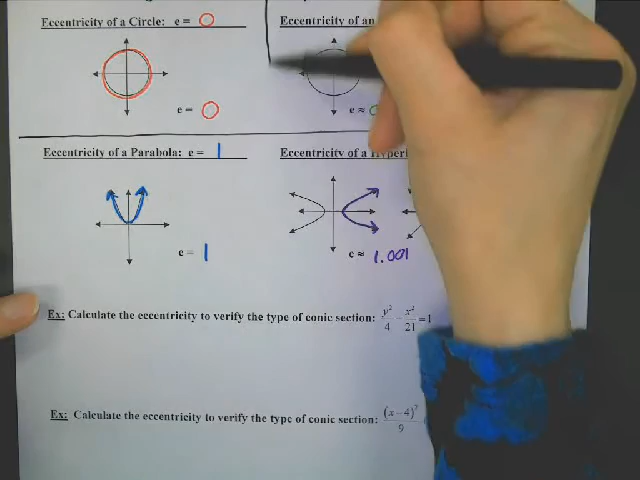 Eccentricity of a Circle: e = 0
Eccentricity of an
e = 0
e ≈ 0
Eccentricity of a Parabola: e = 1
Eccentricity of a
e = 1
e ≈ 1.001
Ex: Calculate the eccentricity to verify the type of conic section: y²/4 - x²/21 = 1
Ex: Calculate the eccentricity to verify the type of conic section: (x-4)²/9